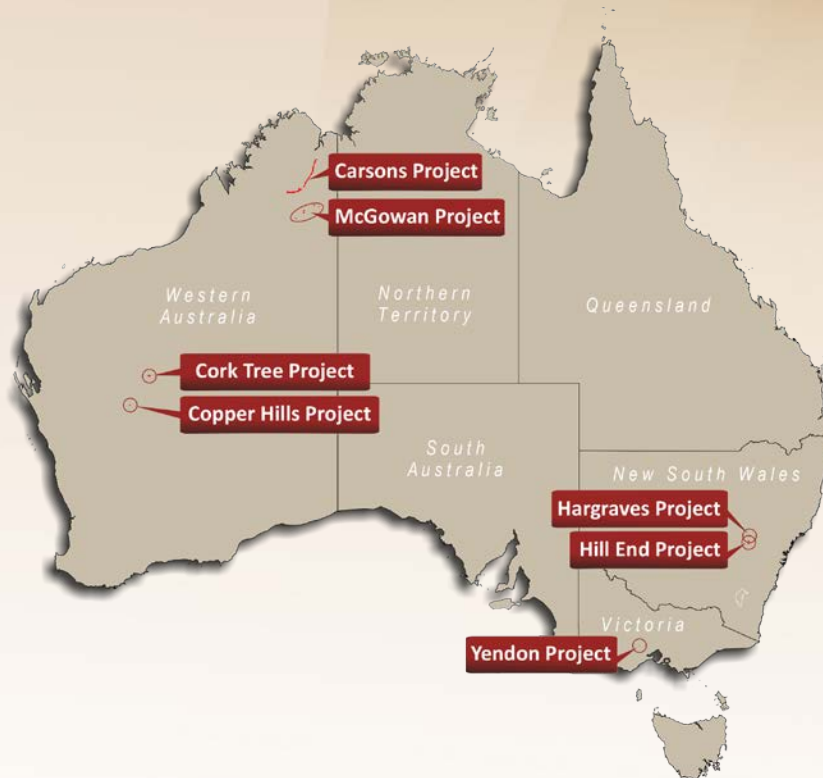 Carsons Project
McGowan Project
Western
Australia
Northern
Territory
Queensland
Cork Tree Project
Copper Hills Project
South
Australia
New South Wales
Hargraves Project
Hill End Project
Victoria
Yendon Project